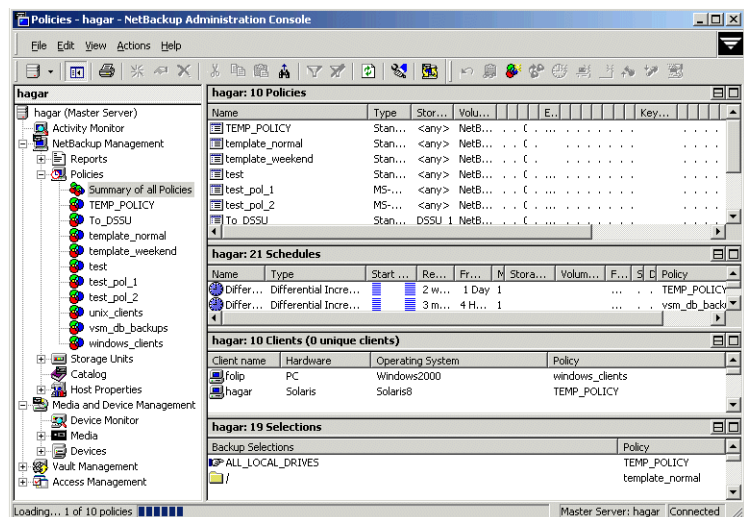 Policies - hagar - NetBackup Administration Console
File Edit View Actions Help
hagar
hagar (Master Server)
Activity Monitor
NetBackup Management
Reports
Policies
Summary of all Policies
TEMP_POLICY
To_DSSU
template_normal
template_weekend
test
test_pol_1
test_pol_2
unix_clients
vsm_db_backups
windows_clients
Storage Units
Catalog
Host Properties
Media and Device Management
Device Monitor
Media
Devices
Vault Management
Access Management
hagar: 10 Policies
Name Type Stor... Volu... E.. Key...
TEMP_POLICY Stan... <any> NetB... . . ( . ... . . . . . . . . . . .
template_normal Stan... <any> NetB... . . ( . . . . . . . . . . .
template_weekend Stan... <any> NetB... . . ( . . . . . . . . . . .
test Stan... <any> NetB... . . ( . ... . . . . . . . . . . .
test_pol_1 MS-... <any> NetB... . . ( . ... . . . . . . . . . . .
test_pol_2 MS-... <any> NetB... . . ( . ... . . . . . . . . . . .
To_DSSU Stan... DSSU_1 NetB... . . ( . ... . . . . . . . . . . .
hagar: 21 Schedules
Name Type Start ... Re... Fr... M Stora... Volum... F... S D Policy
Differ... Differential Incre... 2 w... 1 Day 1 ... . . TEMP_POLICY
Differ... Differential Incre... 3 m... 4 H... 1 ... . . vsm_db_back
hagar: 10 Clients (0 unique clients)
Client name Hardware Operating System Policy
folip PC Windows2000 windows_clients
hagar Solaris Solaris8 TEMP_POLICY
hagar: 19 Selections
Backup Selections Policy
ALL_LOCAL_DRIVES TEMP_POLICY
/ template_normal
Loading... 1 of 10 policies Master Server: hagar Connected